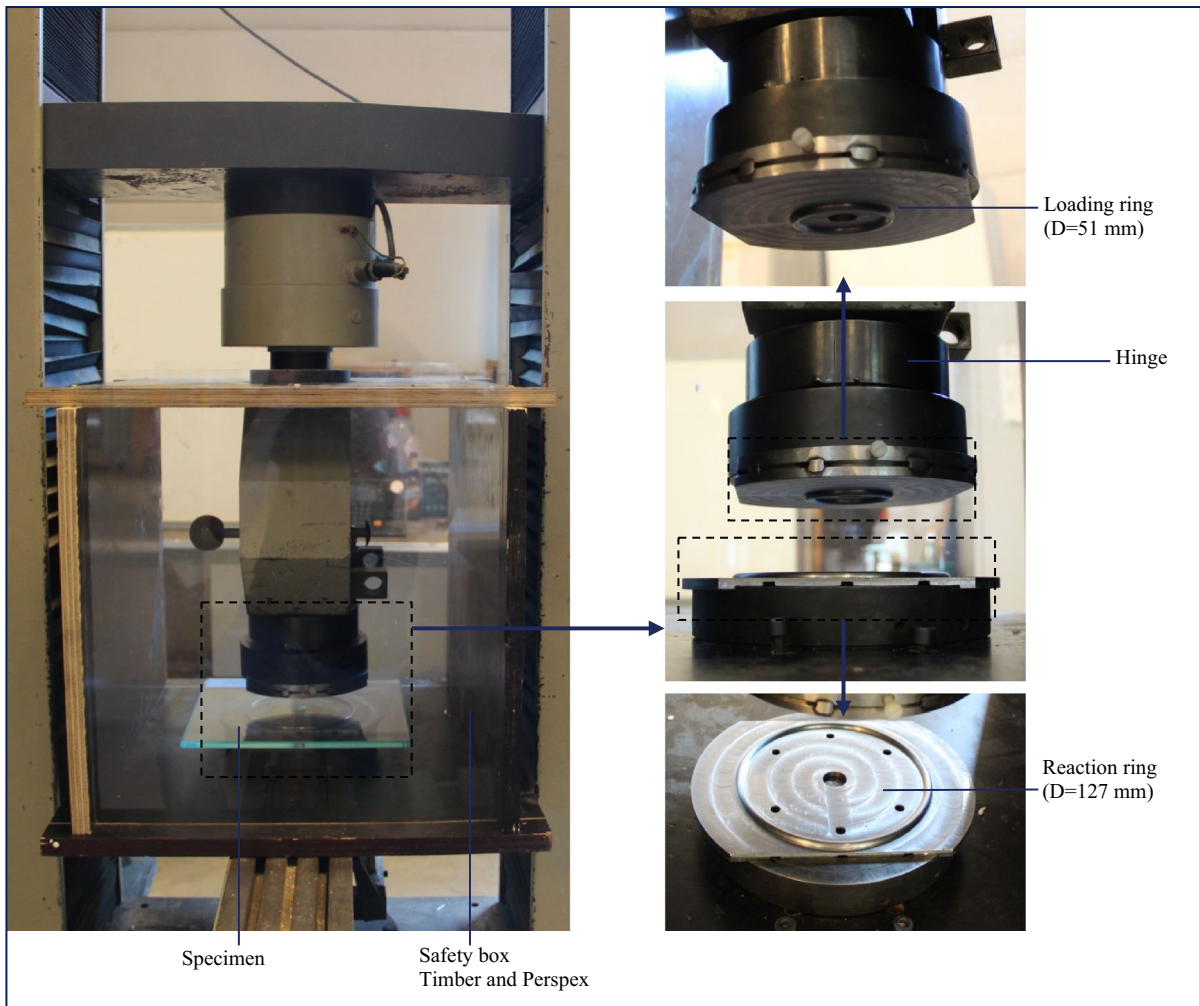 Loading ring
(D=51 mm)
Hinge
Reaction ring
(D=127 mm)
Specimen
Safety box
Timber and Perspex